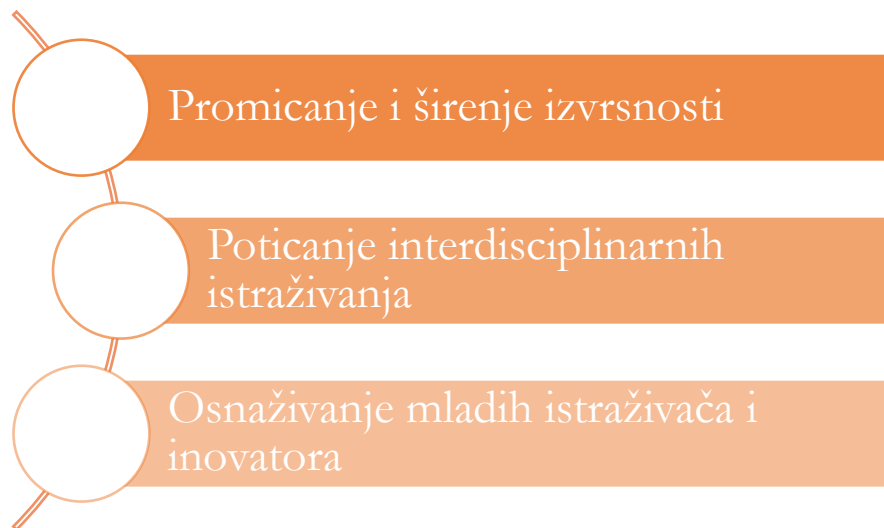 Promicanje i širenje izvrsnosti
Poticanje interdisciplinarnih
istraživanja
Osnaživanje mladih istraživača i
inovatora